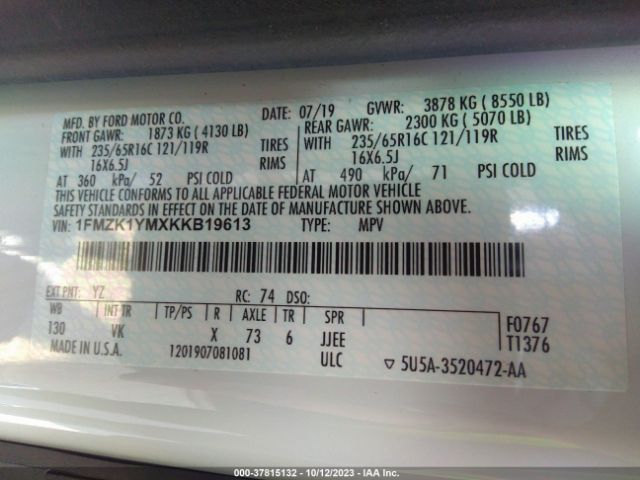 MFD. BY FORD MOTOR CO. DATE: 07/19 GVWR: 3878 KG ( 8550 LB)
FRONT GAWR: 1873 KG ( 4130 LB) REAR GAWR: 2300 KG ( 5070 LB)
WITH 235/65R16C 121/119R TIRES WITH 235/65R16C 121/119R TIRES
16X6.5J RIMS 16X6.5J RIMS
AT 360 kPa/ 52 PSI COLD AT 490 kPa/ 71 PSI COLD
THIS VEHICLE CONFORMS TO ALL APPLICABLE FEDERAL MOTOR VEHICLE
SAFETY STANDARDS IN EFFECT ON THE DATE OF MANUFACTURE SHOWN ABOVE.
VIN: 1FMZK1YMXKKB19613 TYPE: MPV
EXT PNT: YZ RC: 74 DSO:
WB INT TR TP/PS R AXLE TR SPR
130 VK X 73 6 JJEE F0767
T1376
MADE IN U.S.A. 1201907081081 ULC ▽ 5U5A-3520472-AA
000-37815132 - 10/12/2023 - IAA Inc.